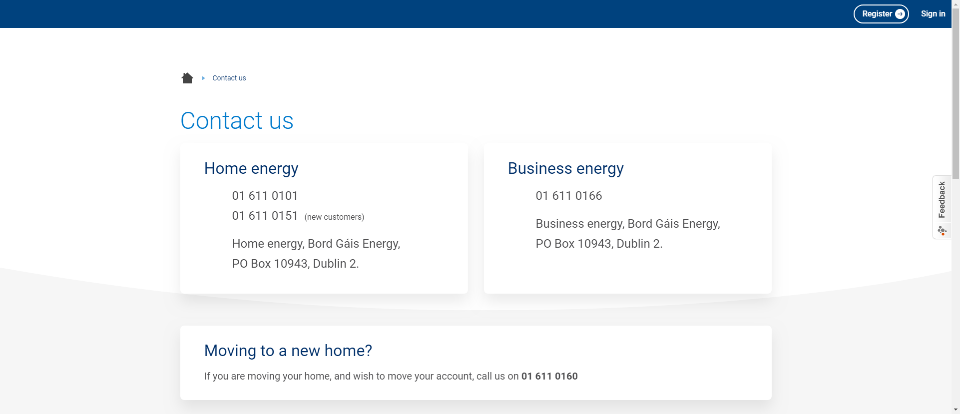 Register
Sign in
Contact us
Contact us
Home energy
01 611 0101
01 611 0151 (new customers)
Home energy, Bord Gáis Energy,
PO Box 10943, Dublin 2.
Business energy
01 611 0166
Business energy, Bord Gáis Energy,
PO Box 10943, Dublin 2.
Feedback
Moving to a new home?
If you are moving your home, and wish to move your account, call us on 01 611 0160